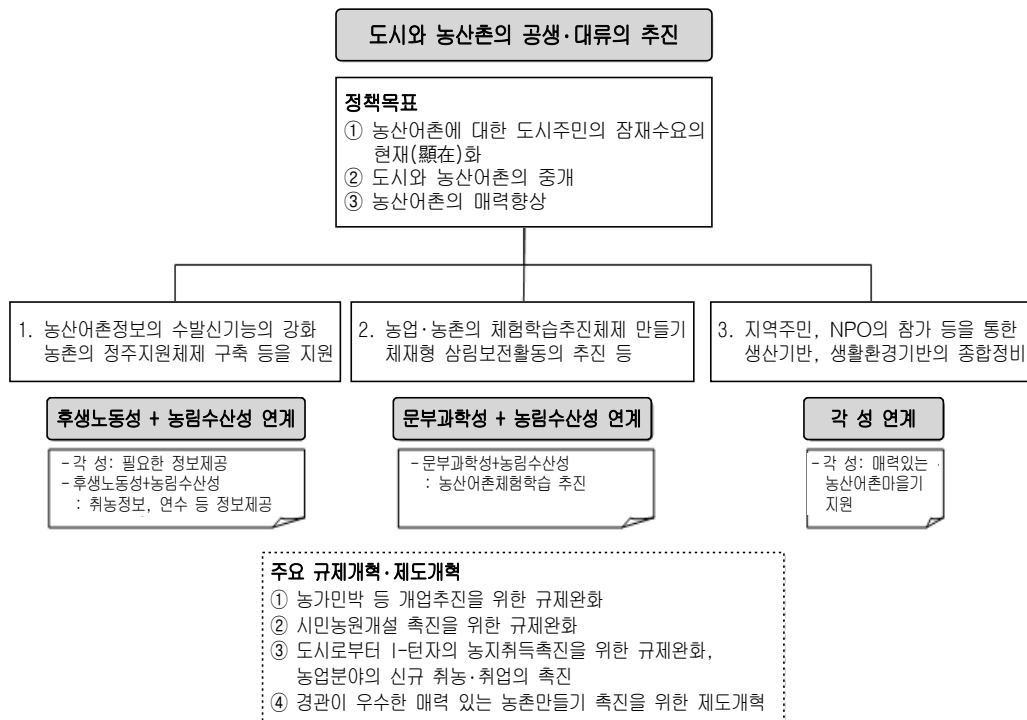 도시와 농산촌의 공생·대류의 추진
정책목표
① 농산어촌에 대한 도시주민의 잠재수요의
현재(顯在)화
② 도시와 농산어촌의 중개
③ 농산어촌의 매력향상
1. 농산어촌정보의 수발신기능의 강화
농촌의 정주지원체제 구축 등을 지원
2. 농업·농촌의 체험학습추진체제 만들기
체재형 삼림보전활동의 추진 등
3. 지역주민, NPO의 참가 등을 통한
생산기반, 생활환경기반의 종합정비
후생노동성 + 농림수산성 연계
- 각 성: 필요한 정보제공
- 후생노동성+농림수산성
: 취농정보, 연수 등 정보제공
문부과학성 + 농림수산성 연계
- 문부과학성+농림수산성
: 농산어촌체험학습 추진
각 성 연계
- 각 성: 매력있는
농산어촌마을기
지원
주요 규제개혁·제도개혁
① 농가민박 등 개업추진을 위한 규제완화
② 시민농원개설 촉진을 위한 규제완화
③ 도시로부터 I-턴자의 농지취득촉진을 위한 규제완화,
농업분야의 신규 취농·취업의 촉진
④ 경관이 우수한 매력 있는 농촌만들기 촉진을 위한 제도개혁